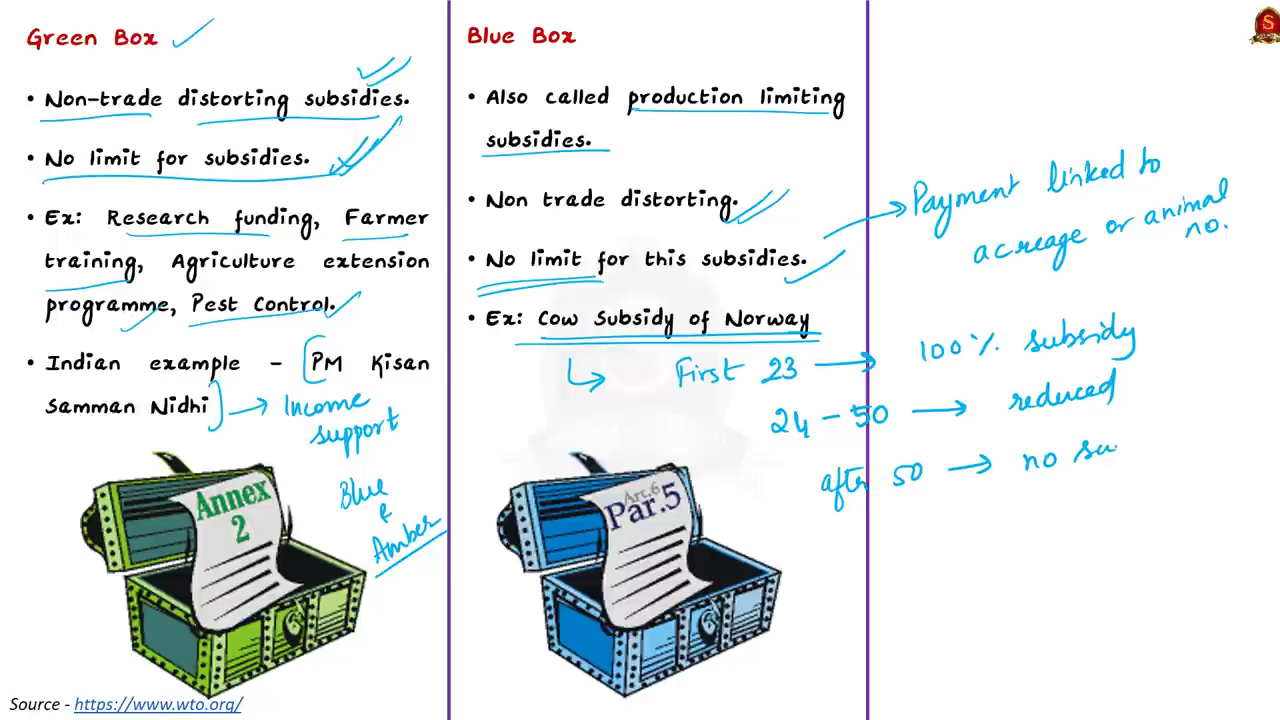 Green Box
• Non-trade distorting subsidies.
• No limit for subsidies.
• Ex: Research funding, Farmer
training, Agriculture extension
programme, Pest Control.
• Indian example - PM Kisan
Samman Nidhi
Income
support
Blue
&
Amber
Annex
2
Source - https://www.wto.org/
Blue Box
• Also called production limiting
subsidies.
• Non trade distorting.
• No limit for this subsidies.
• Ex: Cow Subsidy of Norway
First 23 → 100% subsidy
24 - 50 → reduced
after 50 → no su
Art.6
Par.5
Payment linked to
acreage or animal
no.
S